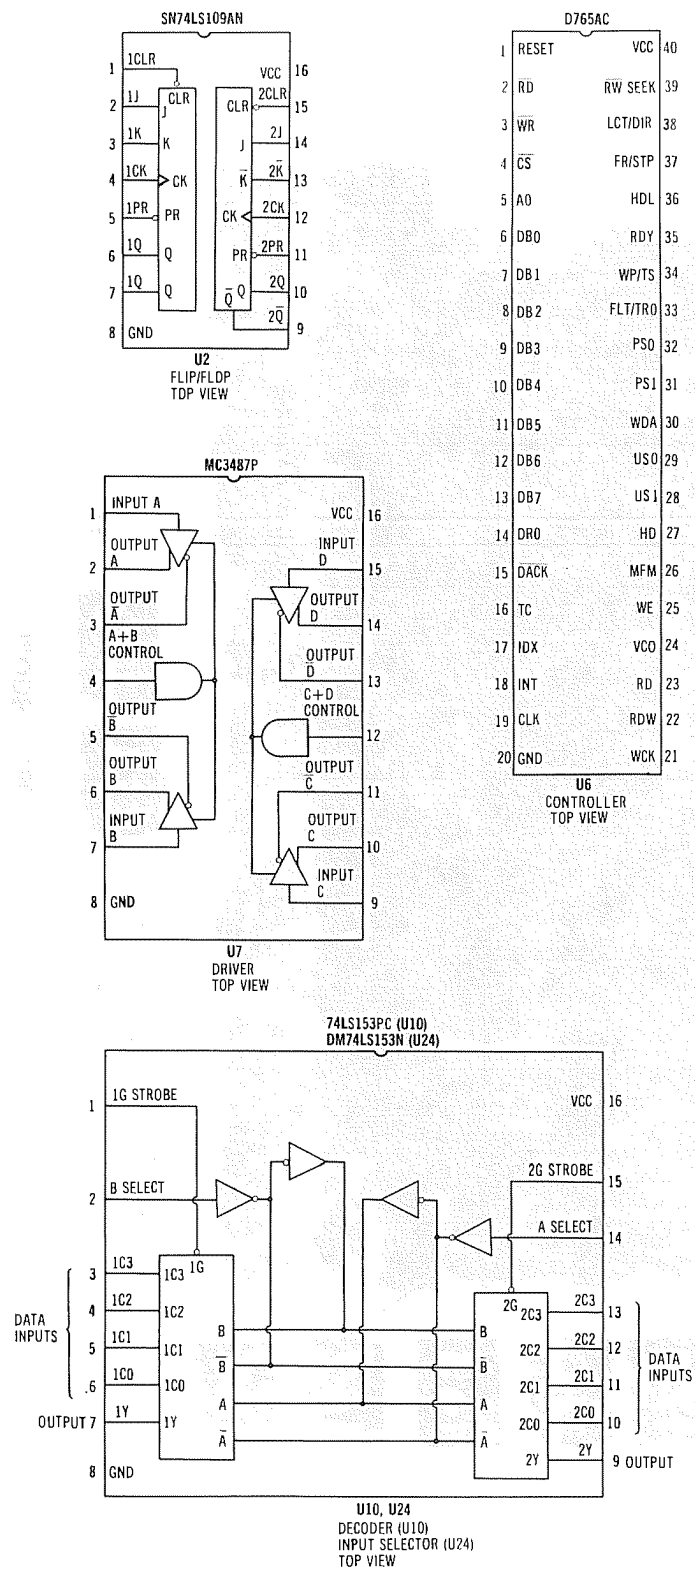 SN74LS109AN
1 1CLR
2 1J
3 1K
4 1CK
5 1PR
6 1Q
7 1Q
8 GND
CLR
J
K
CK
PR
Q
Q
VCC 16
2CLR 15
2J 14
2K̅ 13
2CK 12
2PR 11
2Q 10
2Q̅ 9
CLR
J
K̅
CK
PR
Q̅ Q
U2
FLIP/FLDP
TDP VIEW
D765AC
1 RESET VCC 40
2 R̅D̅ R̅W̅ SEEK 39
3 W̅R̅ LCT/DIR 38
4 C̅S̅ FR/STP 37
5 A0 HDL 36
6 DB0 RDY 35
7 DB1 WP/TS 34
8 DB2 FLT/TR0 33
9 DB3 PS0 32
10 DB4 PS1 31
11 DB5 WDA 30
12 DB6 US0 29
13 DB7 US1 28
14 DR0 HD 27
15 D̅A̅C̅K̅ MFM 26
16 TC WE 25
17 IDX VCO 24
18 INT RD 23
19 CLK RDW 22
20 GND WCK 21
U6
CONTROLLER
TOP VIEW
MC3487P
1 INPUT A
OUTPUT
2 A
OUTPUT
A̅
3
A+B
CONTROL
4
OUTPUT
B̅
5
OUTPUT
B
6
INPUT
B
7
8 GND
VCC 16
INPUT
D 15
OUTPUT
D
14
OUTPUT
D̅
13
C+D
CONTROL
12
OUTPUT
C̅
11
OUTPUT
C
10
INPUT
C
9
U7
DRIVER
TOP VIEW
74LS153PC (U10)
DM74LS153N (U24)
1 1G STROBE
VCC 16
2 B SELECT
2G STROBE 15
A SELECT 14
1G
3 1C3 1C3
4 1C2 1C2
5 1C1 1C1
6 1C0 1C0
DATA
INPUTS
OUTPUT 7 1Y 1Y
8 GND
B B
B̅ B̅
A A
A̅ A̅
2G
2C3 2C3 13
2C2 2C2 12
2C1 2C1 11
2C0 2C0 10
DATA
INPUTS
2Y 2Y 9 OUTPUT
U10, U24
DECODER (U10)
INPUT SELECTOR (U24)
TOP VIEW